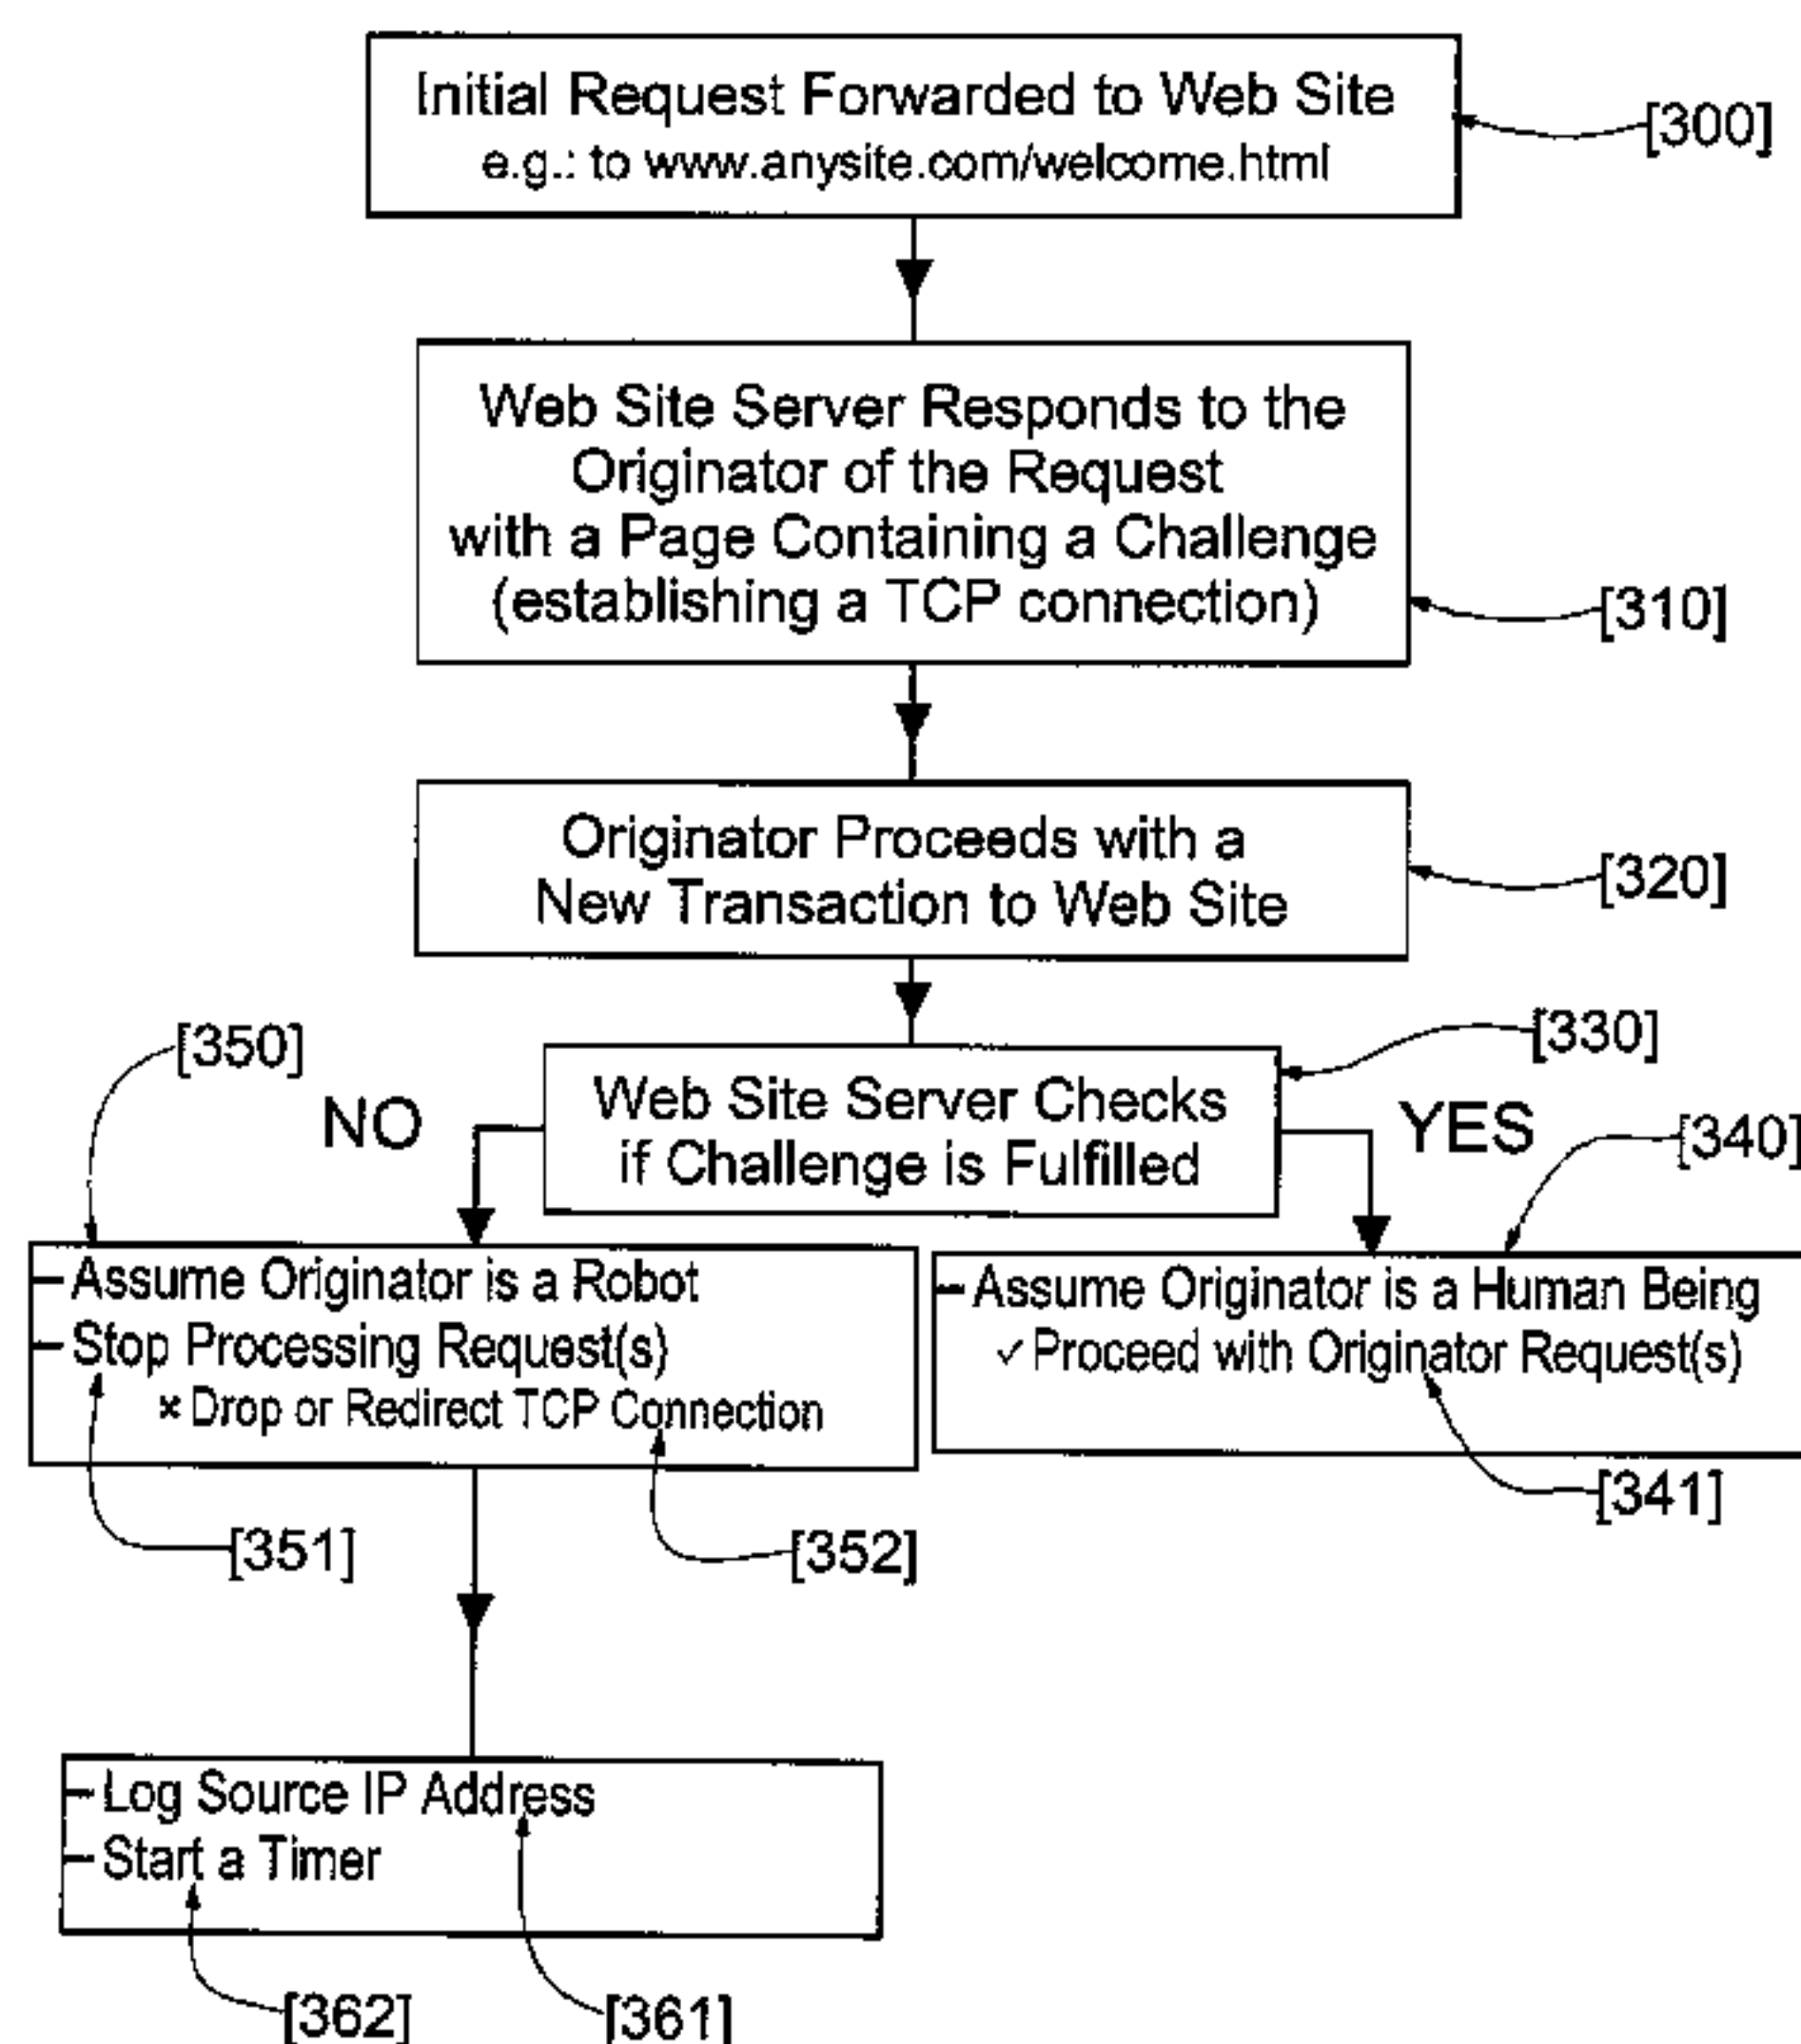 Initial Request Forwarded to Web Site
e.g.: to www.anysite.com/welcome.html
[300]
Web Site Server Responds to the
Originator of the Request
with a Page Containing a Challenge
(establishing a TCP connection)
[310]
Originator Proceeds with a
New Transaction to Web Site
[320]
[330]
[350]
NO
Web Site Server Checks
if Challenge is Fulfilled
YES
[340]
– Assume Originator is a Robot
– Stop Processing Request(s)
× Drop or Redirect TCP Connection
– Assume Originator is a Human Being
✓ Proceed with Originator Request(s)
[341]
[351]
[352]
– Log Source IP Address
– Start a Timer
[362]
[361]